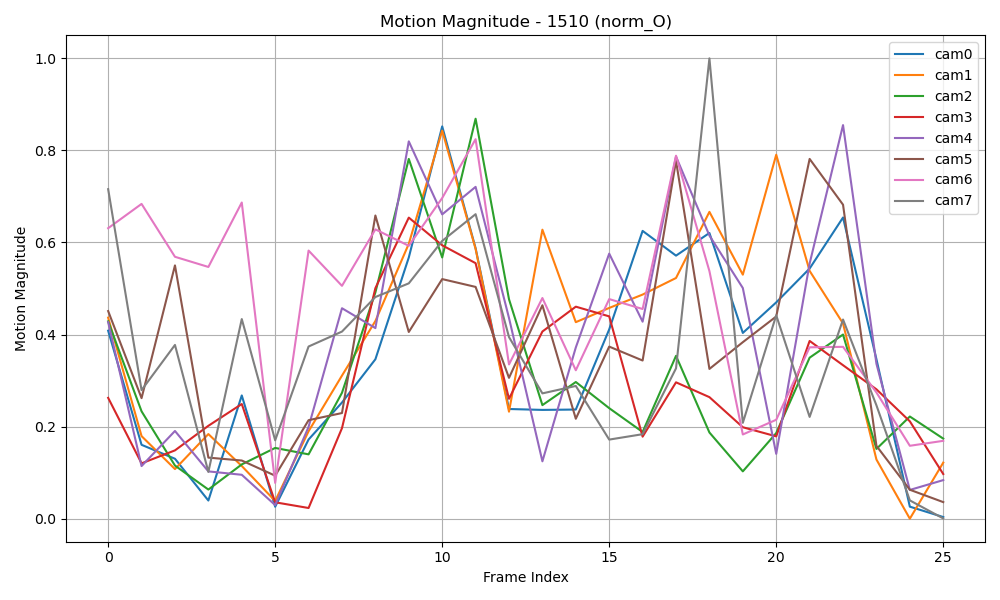 Motion Magnitude - 1510 (norm_O)
Motion Magnitude
1.0
0.8
0.6
0.4
0.2
0.0
0 5 10 15 20 25
Frame Index
cam0
cam1
cam2
cam3
cam4
cam5
cam6
cam7